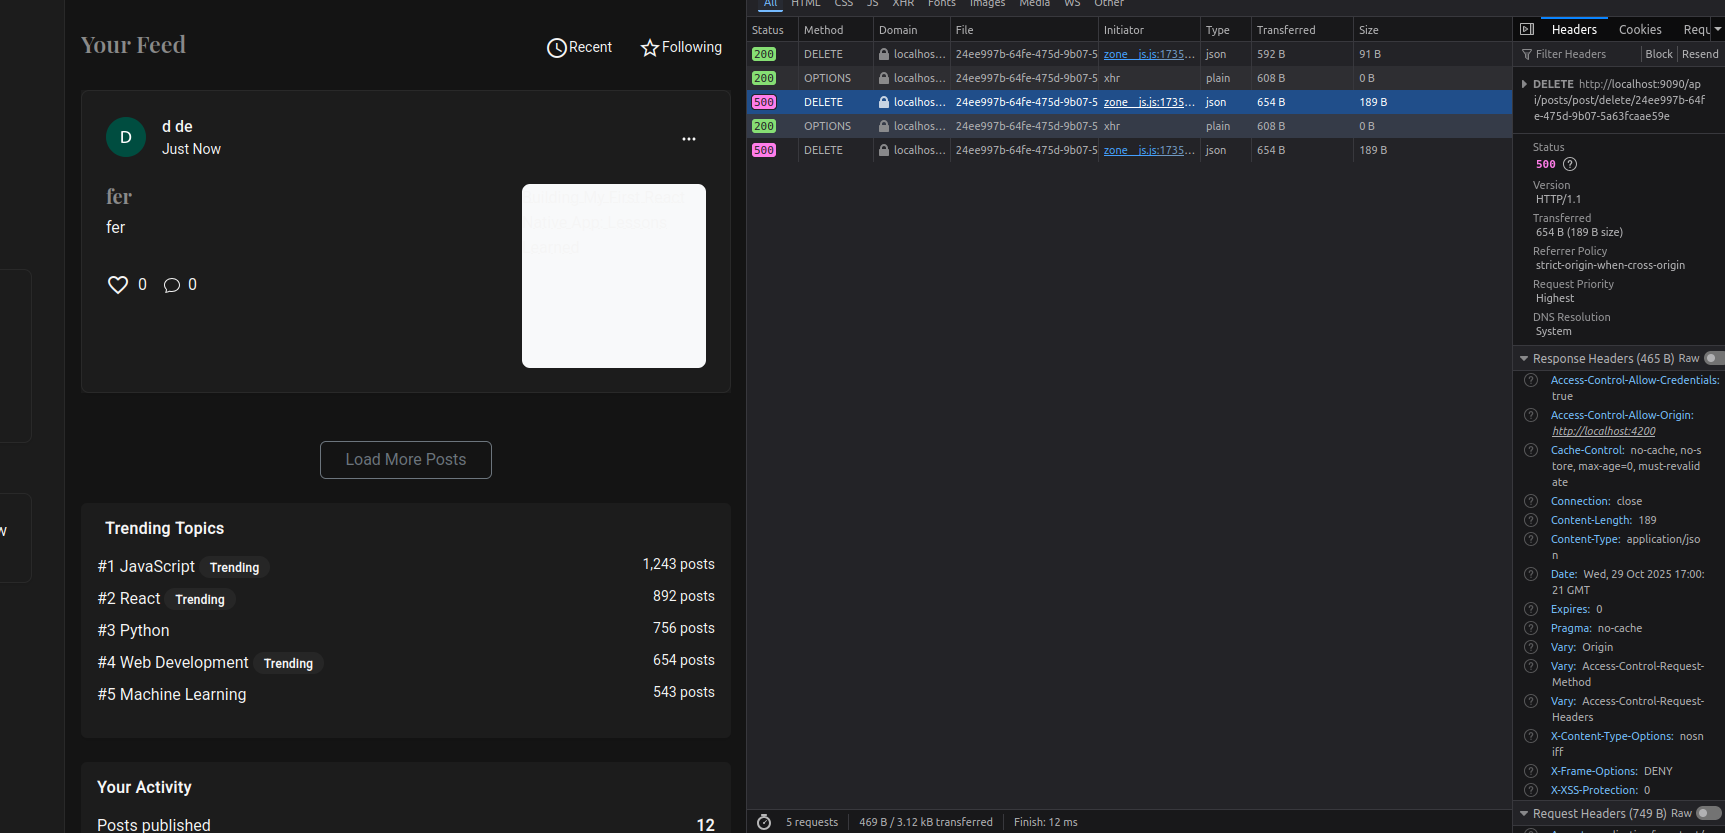 Your Feed
Recent
Following
D
d de
Just Now
...
fer
fer
0
0
Load More Posts
Trending Topics
#1 JavaScript Trending 1,243 posts
#2 React Trending 892 posts
#3 Python 756 posts
#4 Web Development Trending 654 posts
#5 Machine Learning 543 posts
Your Activity
Posts published 12
All HTML CSS JS XHR Fonts Images Media WS Other
Status Method Domain File Initiator Type Transferred Size
200 DELETE localhos... 24ee997b-64fe-475d-9b07-5 zone__js.js:1735... json 592 B 91 B
200 OPTIONS localhos... 24ee997b-64fe-475d-9b07-5 xhr plain 608 B 0 B
500 DELETE localhos... 24ee997b-64fe-475d-9b07-5 zone__js.js:1735... json 654 B 189 B
200 OPTIONS localhos... 24ee997b-64fe-475d-9b07-5 xhr plain 608 B 0 B
500 DELETE localhos... 24ee997b-64fe-475d-9b07-5 zone__js.js:1735... json 654 B 189 B
5 requests 469 B / 3.12 kB transferred Finish: 12 ms
Headers Cookies Requ
Filter Headers Block Resend
DELETE http://localhost:9090/ap
i/posts/post/delete/24ee997b-64f
e-475d-9b07-5a63fcaae59e
Status
500
Version
HTTP/1.1
Transferred
654 B (189 B size)
Referrer Policy
strict-origin-when-cross-origin
Request Priority
Highest
DNS Resolution
System
Response Headers (465 B) Raw
Access-Control-Allow-Credentials:
true
Access-Control-Allow-Origin:
http://localhost:4200
Cache-Control: no-cache, no-s
tore, max-age=0, must-revalid
ate
Connection: close
Content-Length: 189
Content-Type: application/jso
n
Date: Wed, 29 Oct 2025 17:00:
21 GMT
Expires: 0
Pragma: no-cache
Vary: Origin
Vary: Access-Control-Request-
Method
Vary: Access-Control-Request-
Headers
X-Content-Type-Options: nosn
iff
X-Frame-Options: DENY
X-XSS-Protection: 0
Request Headers (749 B) Raw